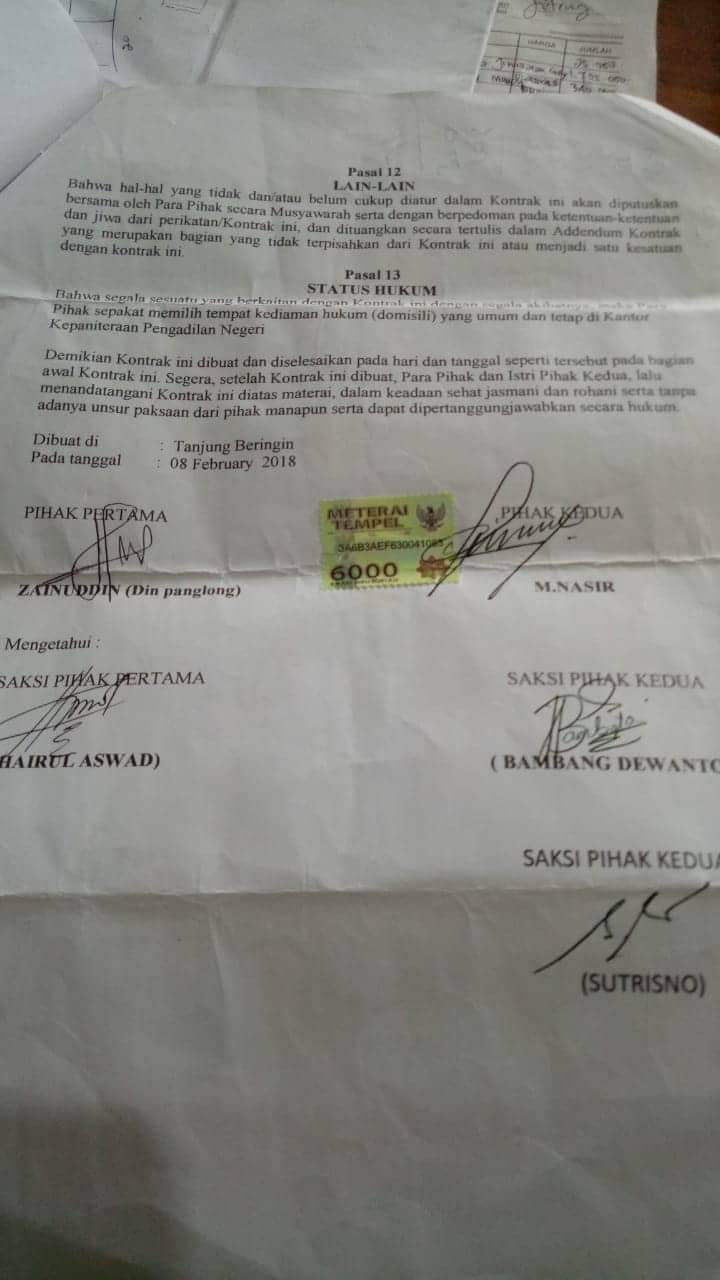 HARGA JUMLAH
Pasal 12
LAIN-LAIN
Bahwa hal-hal yang tidak dan/atau belum cukup diatur dalam Kontrak ini akan diputuskan
bersama oleh Para Pihak secara Musyawarah serta dengan berpedoman pada ketentuan-ketentuan
dan jiwa dari perikatan/Kontrak ini, dan dituangkan secara tertulis dalam Addendum Kontrak
yang merupakan bagian yang tidak terpisahkan dari Kontrak ini atau menjadi satu kesatuan
dengan kontrak ini.
Pasal 13
STATUS HUKUM
Bahwa segala sesuatu yang berkaitan dengan Kontrak ini dengan segala akibatnya, maka Para
Pihak sepakat memilih tempat kediaman hukum (domisili) yang umum dan tetap di Kantor
Kepaniteraan Pengadilan Negeri
Demikian Kontrak ini dibuat dan diselesaikan pada hari dan tanggal seperti tersebut pada bagian
awal Kontrak ini. Segera, setelah Kontrak ini dibuat, Para Pihak dan Istri Pihak Kedua, lalu
menandatangani Kontrak ini diatas materai, dalam keadaan sehat jasmani dan rohani serta tanpa
adanya unsur paksaan dari pihak manapun serta dapat dipertanggungjawabkan secara hukum.
Dibuat di : Tanjung Beringin
Pada tanggal : 08 February 2018
PIHAK PERTAMA
PIHAK KEDUA
METERAI
TEMPEL
6000
ZAINUDDIN (Din panglong)
M.NASIR
Mengetahui :
SAKSI PIHAK PERTAMA
SAKSI PIHAK KEDUA
HAIRUL ASWAD)
( BAMBANG DEWANTO
SAKSI PIHAK KEDUA
(SUTRISNO)